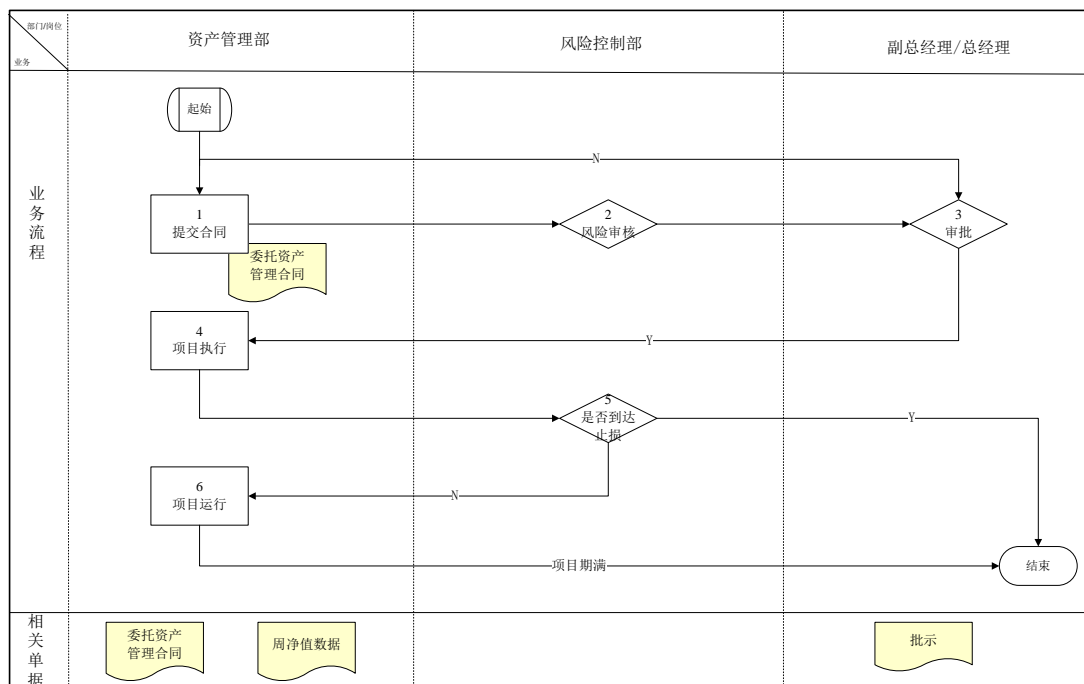 部门/岗位
业务
资产管理部
风险控制部
副总经理/总经理
业务流程
起始
N
1
提交合同
2
风险审核
3
审批
委托资产
管理合同
4
项目执行
Y
5
是否到达
止损
Y
6
项目运行
N
项目期满
结束
相关单据
委托资产
管理合同
周净值数据
批示